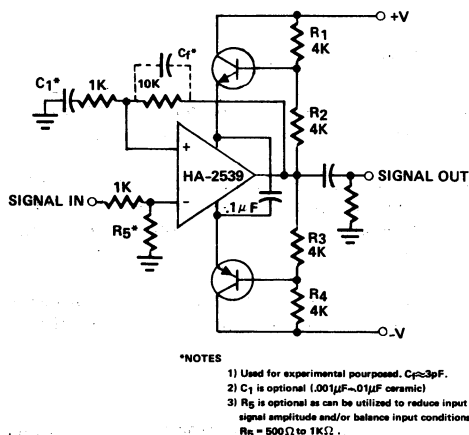 +V
R1
4K
Cf*
C1*
1K
10K
R2
4K
+
HA-2539
SIGNAL OUT
1K
SIGNAL IN
-
.1μF
R5*
R3
4K
R4
4K
-V
*NOTES
1) Used for experimental pourposed. Cf≈3pF.
2) C1 is optional (.001μF-.01μF ceramic)
3) R5 is optional as can be utilized to reduce input
signal amplitude and/or balance input conditions
R5 = 500Ω to 1KΩ .